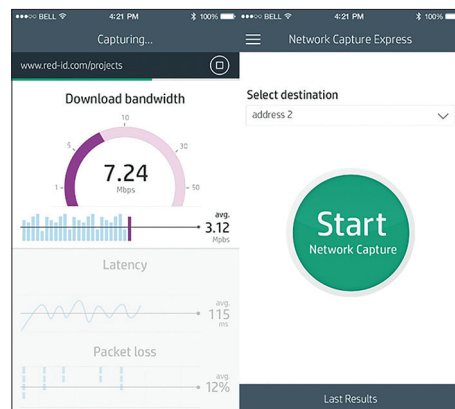 ●●●○○ BELL 4:21 PM 100%
Capturing...
www.red-id.com/projects
Download bandwidth
10
5
30
1
50
7.24
Mbps
avg.
3.12
Mpbs
Latency
avg.
115
ms
Packet loss
avg.
12%
●●●○○ BELL 4:21 PM 100%
Network Capture Express
Select destination
address 2
Start
Network Capture
Last Results